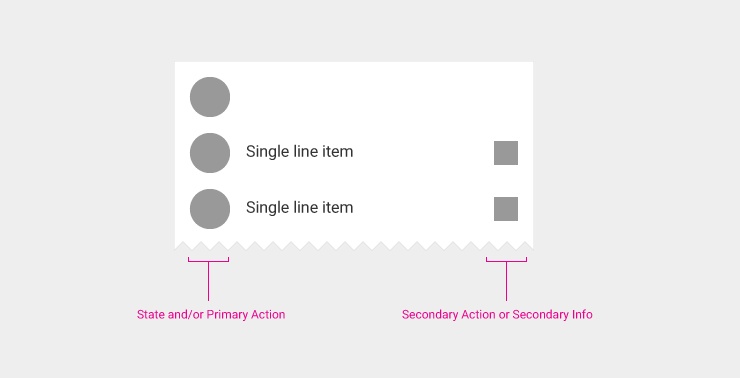 Single line item
Single line item
State and/or Primary Action
Secondary Action or Secondary Info